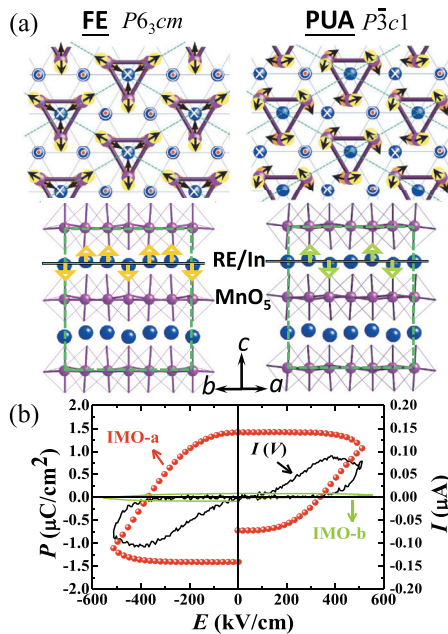 (a) FE P6₃cm PUA P3̄c1
RE/In
MnO₅
c
b a
(b)
2.0 0.20
1.5 IMO-a 0.15
1.0 I (V) 0.10
0.5 0.05
0.0 0.00
-0.5 -0.05
IMO-b
-1.0 -0.10
-1.5 -0.15
-2.0 -0.20
P (μC/cm²)
I (μA)
-600 -400 -200 0 200 400 600
E (kV/cm)